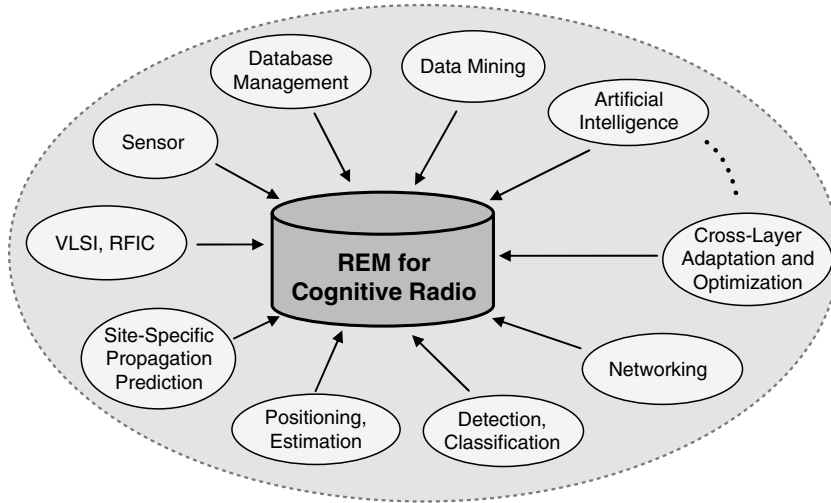 Database
Management
Data Mining
Artificial
Intelligence
Sensor
VLSI, RFIC
REM for
Cognitive Radio
Cross-Layer
Adaptation and
Optimization
Site-Specific
Propagation
Prediction
Networking
Positioning,
Estimation
Detection,
Classification